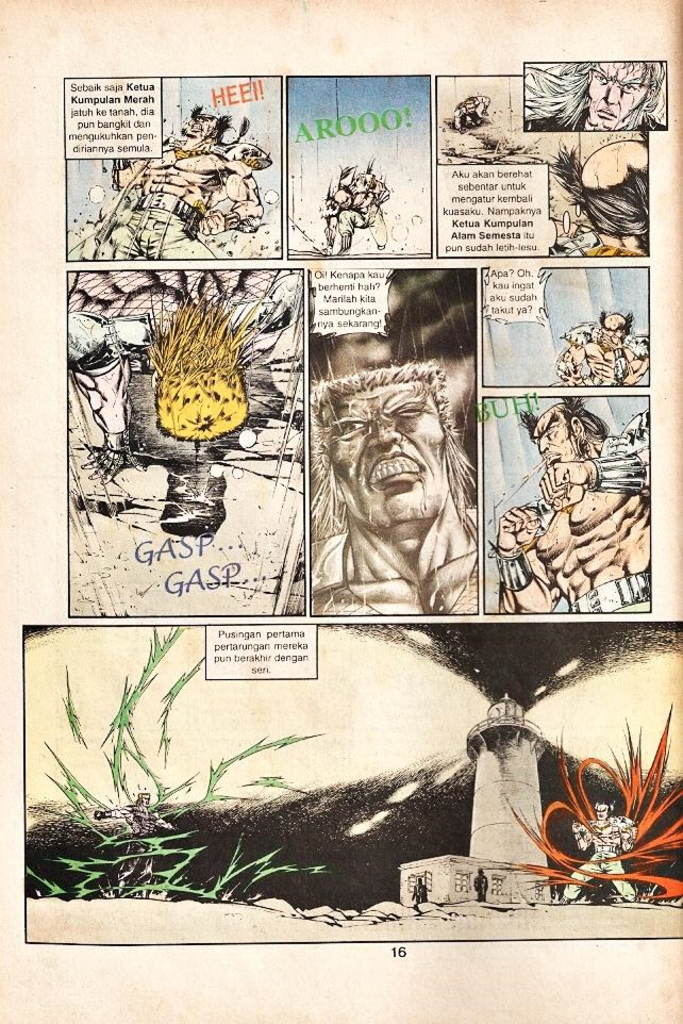 Sebaik saja Ketua
Kumpulan Merah
jatuh ke tanah, dia
pun bangkit dan
mengukuhkan pen-
diriannya semula.
HEEI!
AROOO!
Aku akan berehat
sebentar untuk
mengatur kembali
kuasaku. Nampaknya
Ketua Kumpulan
Alam Semesta itu
pun sudah letih-lesu.
GASP...
GASP...
Oi! Kenapa kau
berhenti hah?
Marilah kita
sambungkan-
nya sekarang!
Apa? Oh,
kau ingat
aku sudah
takut ya?
BUH!
Pusingan pertama
pertarungan mereka
pun berakhir dengan
seri.
16